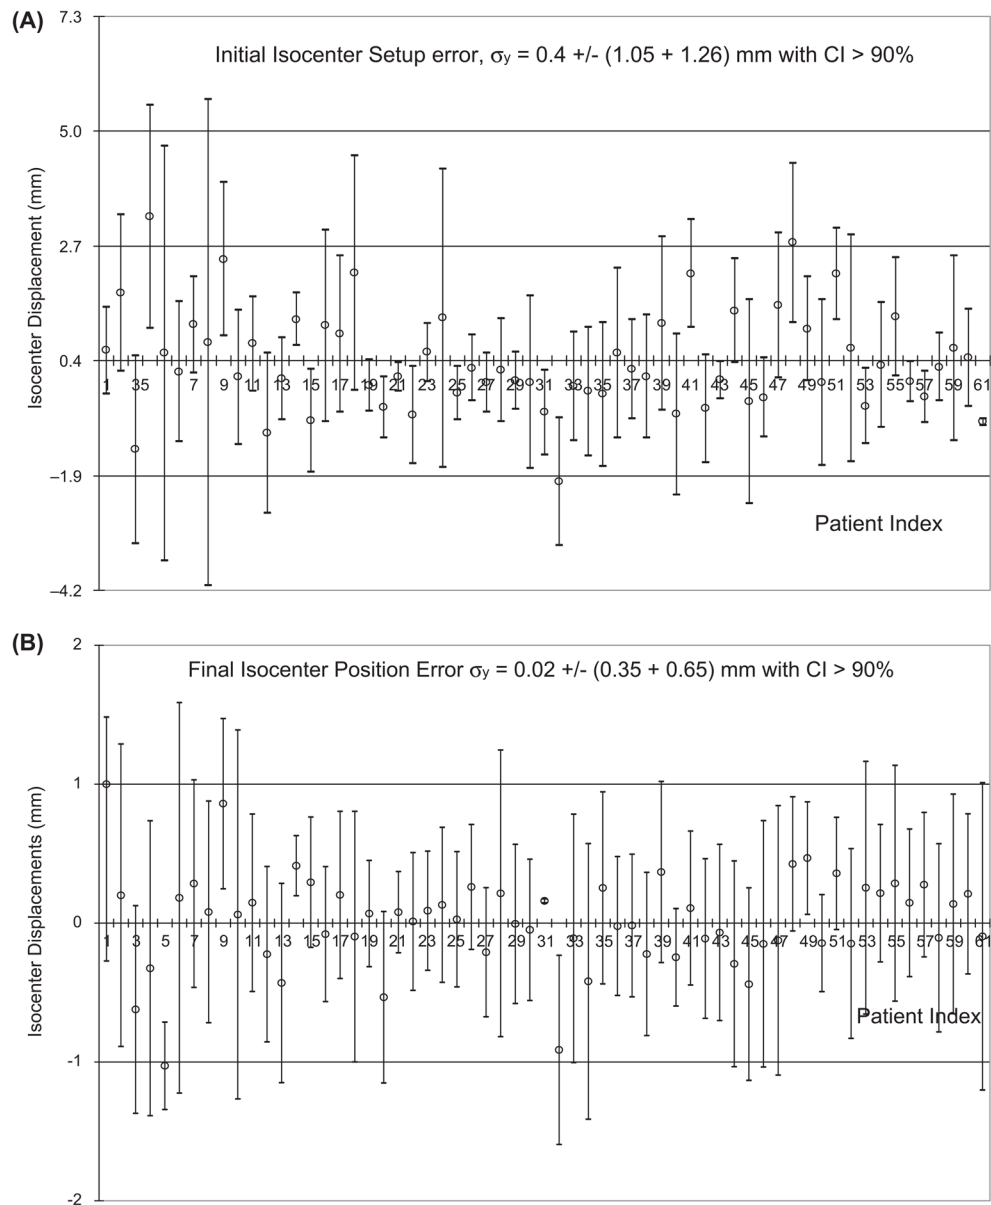 (A)
7.3
Initial Isocenter Setup error, σy = 0.4 +/- (1.05 + 1.26) mm with CI > 90%
5.0
2.7
Isocenter Displacement (mm)
0.4
1 35 7 9 11 13 15 17 19 21 23 25 27 29 31 33 35 37 39 41 43 45 47 49 51 53 55 57 59 61
–1.9
Patient Index
–4.2
(B)
2
Final Isocenter Position Error σy = 0.02 +/- (0.35 + 0.65) mm with CI > 90%
1
Isocenter Displacements (mm)
0
1 3 5 7 9 11 13 15 17 19 21 23 25 27 29 31 33 35 37 39 41 43 45 47 49 51 53 55 57 59 61
Patient Index
-1
-2